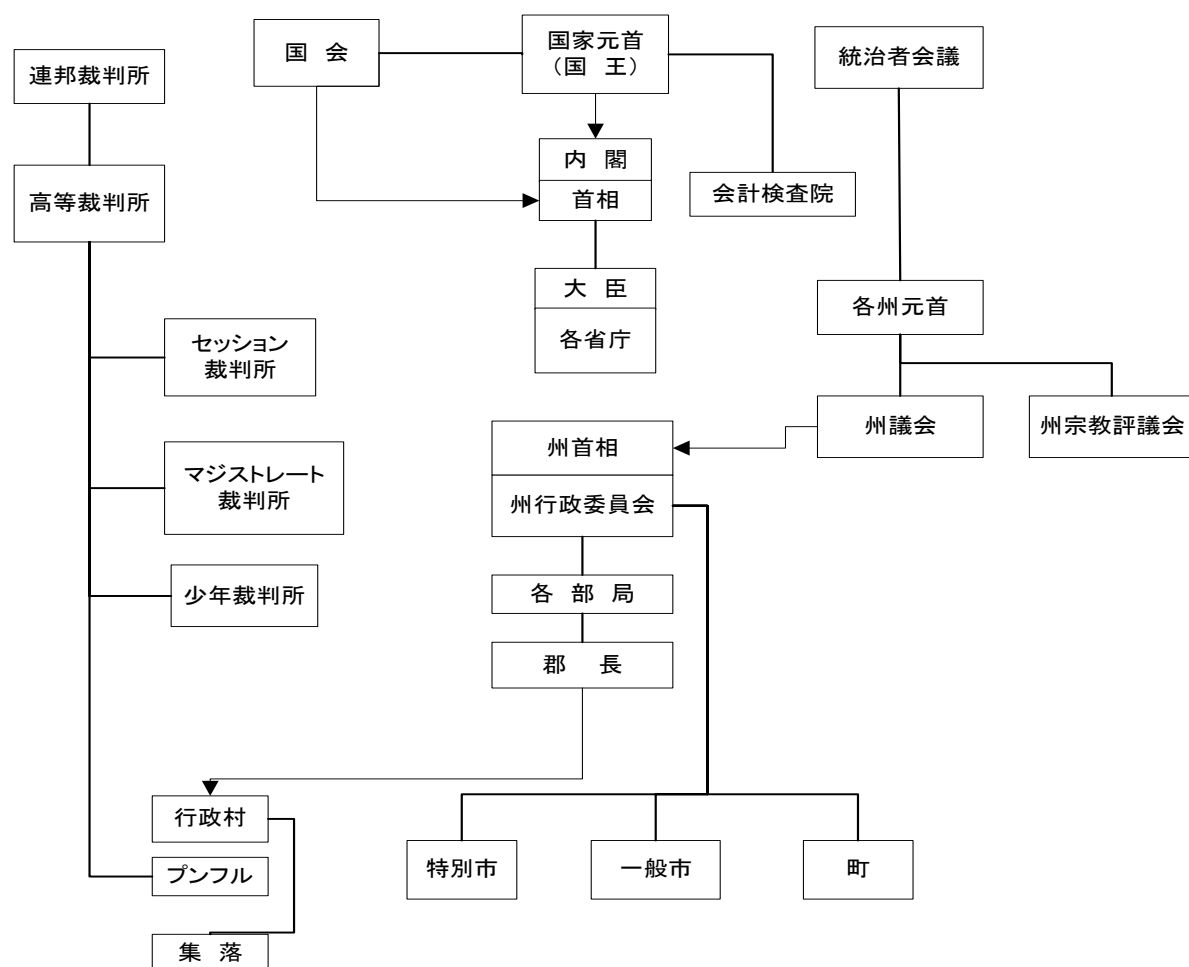 国 会
国家元首
（国 王）
統治者会議
連邦裁判所
高等裁判所
内 閣
首相
会計検査院
大 臣
各省庁
各州元首
セッション
裁判所
州議会
州宗教評議会
州首相
州行政委員会
マジストレート
裁判所
各 部 局
少年裁判所
郡 長
行政村
プンフル
集 落
特別市
一般市
町